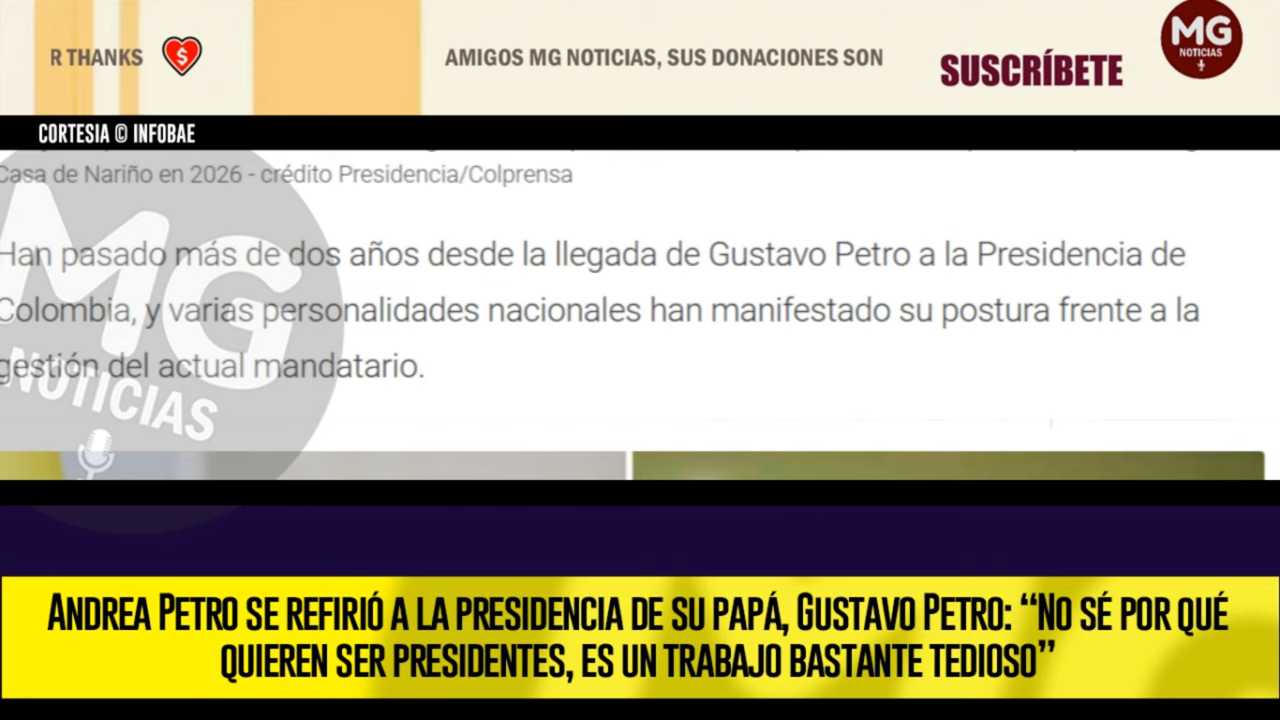 R THANKS
AMIGOS MG NOTICIAS, SUS DONACIONES SON
SUSCRÍBETE
MG
NOTICIAS
CORTESIA © INFOBAE
Casa de Nariño en 2026 - crédito Presidencia/Colprensa
Han pasado más de dos años desde la llegada de Gustavo Petro a la Presidencia de
Colombia, y varias personalidades nacionales han manifestado su postura frente a la
gestión del actual mandatario.
MG
NOTICIAS
ANDREA PETRO SE REFIRIÓ A LA PRESIDENCIA DE SU PAPÁ, GUSTAVO PETRO: “NO SÉ POR QUÉ
QUIEREN SER PRESIDENTES, ES UN TRABAJO BASTANTE TEDIOSO”